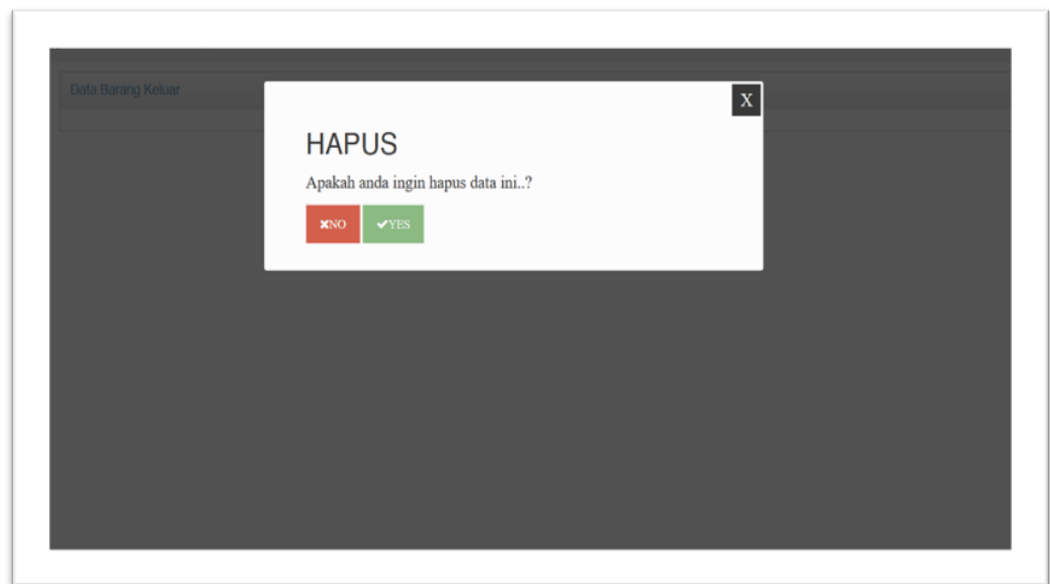 Data Barang Keluar
X
HAPUS
Apakah anda ingin hapus data ini..?
✖NO ✔YES